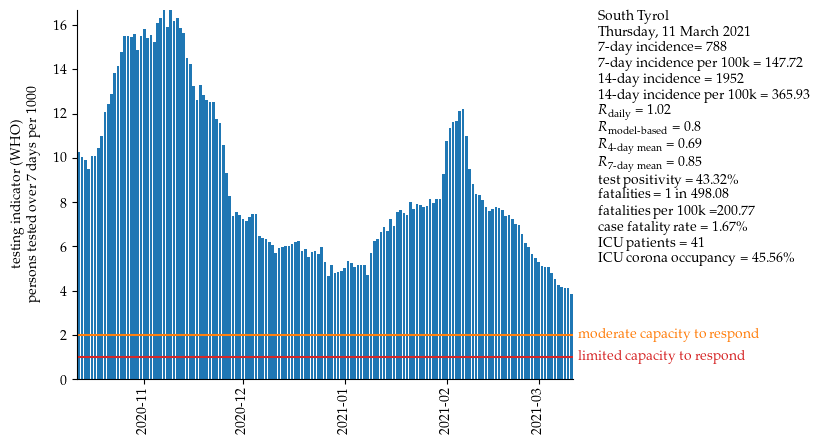 South Tyrol
Thursday, 11 March 2021
7-day incidence= 788
7-day incidence per 100k = 147.72
14-day incidence = 1952
14-day incidence per 100k = 365.93
R_daily = 1.02
R_model-based = 0.8
R_4-day mean = 0.69
R_7-day mean = 0.85
test positivity = 43.32%
fatalities = 1 in 498.08
fatalities per 100k =200.77
case fatality rate = 1.67%
ICU patients = 41
ICU corona occupancy = 45.56%
testing indicator (WHO)
persons tested over 7 days per 1000
16
14
12
10
8
6
4
2
0
moderate capacity to respond
limited capacity to respond
2020-11
2020-12
2021-01
2021-02
2021-03